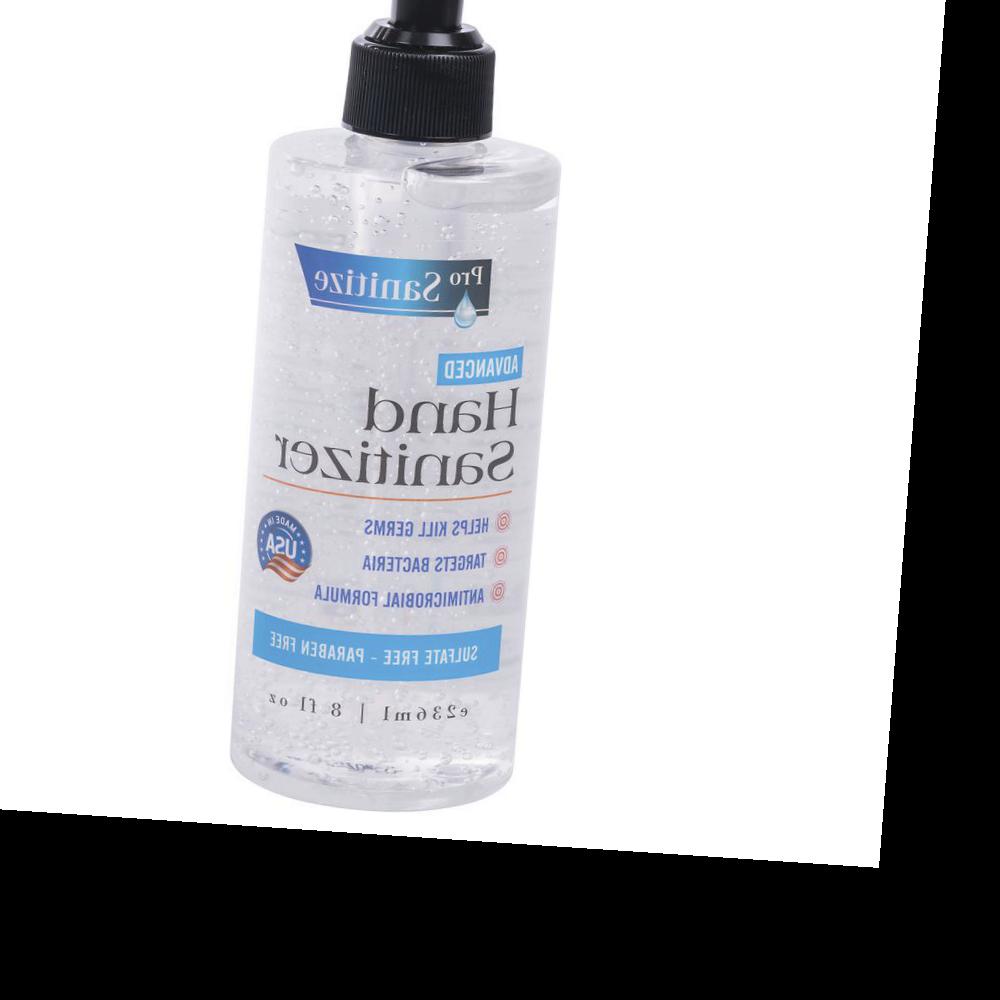 Pro Sanitize
ADVANCED
Hand
Sanitizer
HELPS KILL GERMS
TARGETS BACTERIA
ANTIMICROBIAL FORMULA
MADE IN
USA
SULFATE FREE - PARABEN FREE
e236ml | 8 fl oz